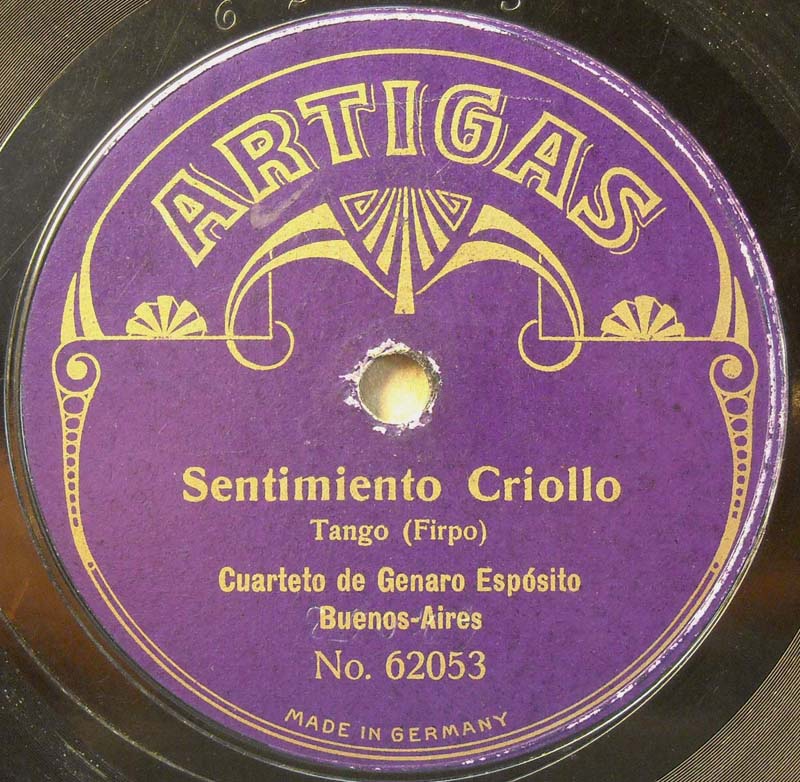 ARTIGAS
Sentimiento Criollo
Tango (Firpo)
Cuarteto de Genaro Espósito
Buenos-Aires
No. 62053
MADE IN GERMANY